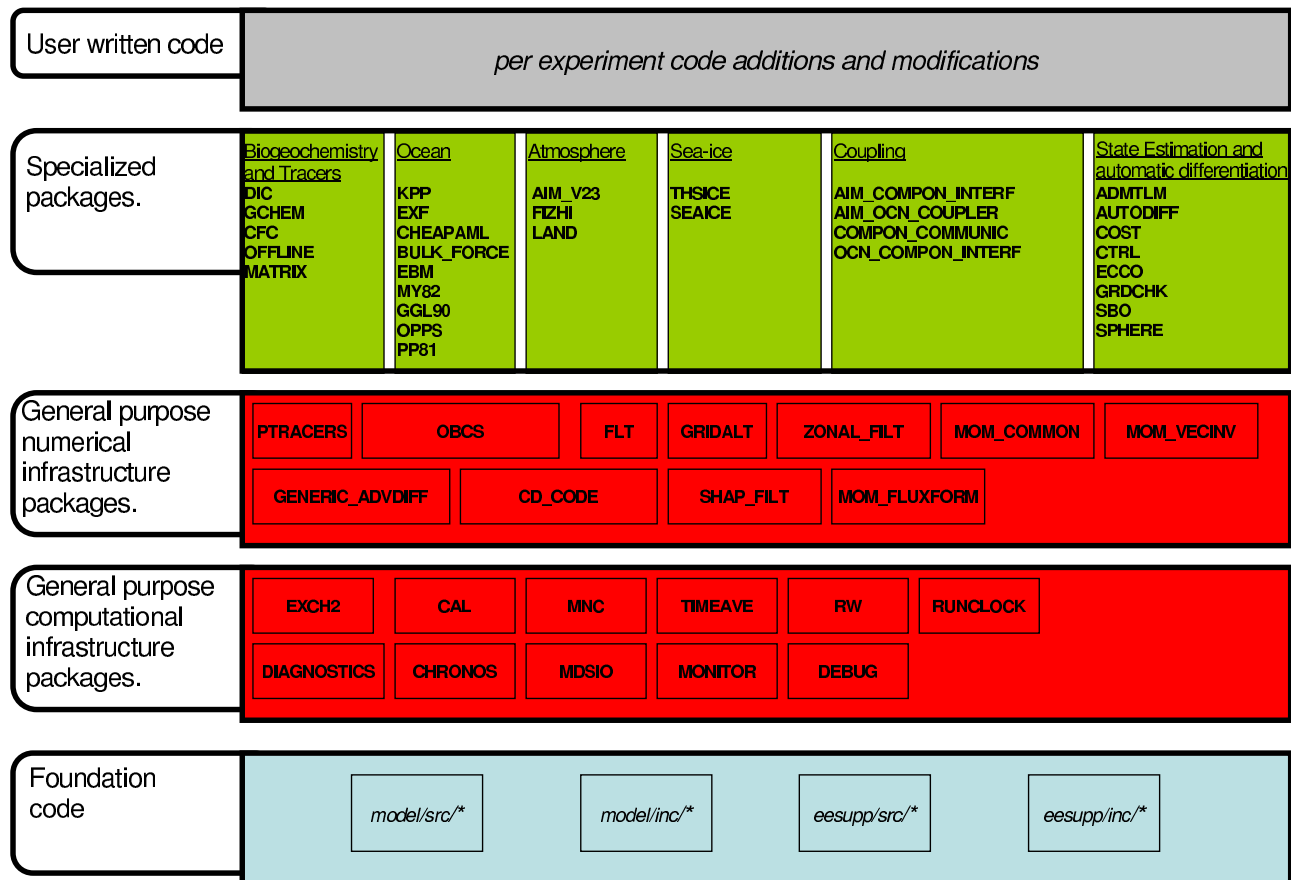 User written code
per experiment code additions and modifications
Specialized
packages.
Biogeochemistry
and Tracers
DIC
GCHEM
CFC
OFFLINE
MATRIX
Ocean
KPP
EXF
CHEAPAML
BULK_FORCE
EBM
MY82
GGL90
OPPS
PP81
Atmosphere
AIM_V23
FIZHI
LAND
Sea-ice
THSICE
SEAICE
Coupling
AIM_COMPON_INTERF
AIM_OCN_COUPLER
COMPON_COMMUNIC
OCN_COMPON_INTERF
State Estimation and
automatic differentiation
ADMTLM
AUTODIFF
COST
CTRL
ECCO
GRDCHK
SBO
SPHERE
General purpose
numerical
infrastructure
packages.
PTRACERS
OBCS
FLT
GRIDALT
ZONAL_FILT
MOM_COMMON
MOM_VECINV
GENERIC_ADVDIFF
CD_CODE
SHAP_FILT
MOM_FLUXFORM
General purpose
computational
infrastructure
packages.
EXCH2
CAL
MNC
TIMEAVE
RW
RUNCLOCK
DIAGNOSTICS
CHRONOS
MDSIO
MONITOR
DEBUG
Foundation
code
model/src/*
model/inc/*
eesupp/src/*
eesupp/inc/*